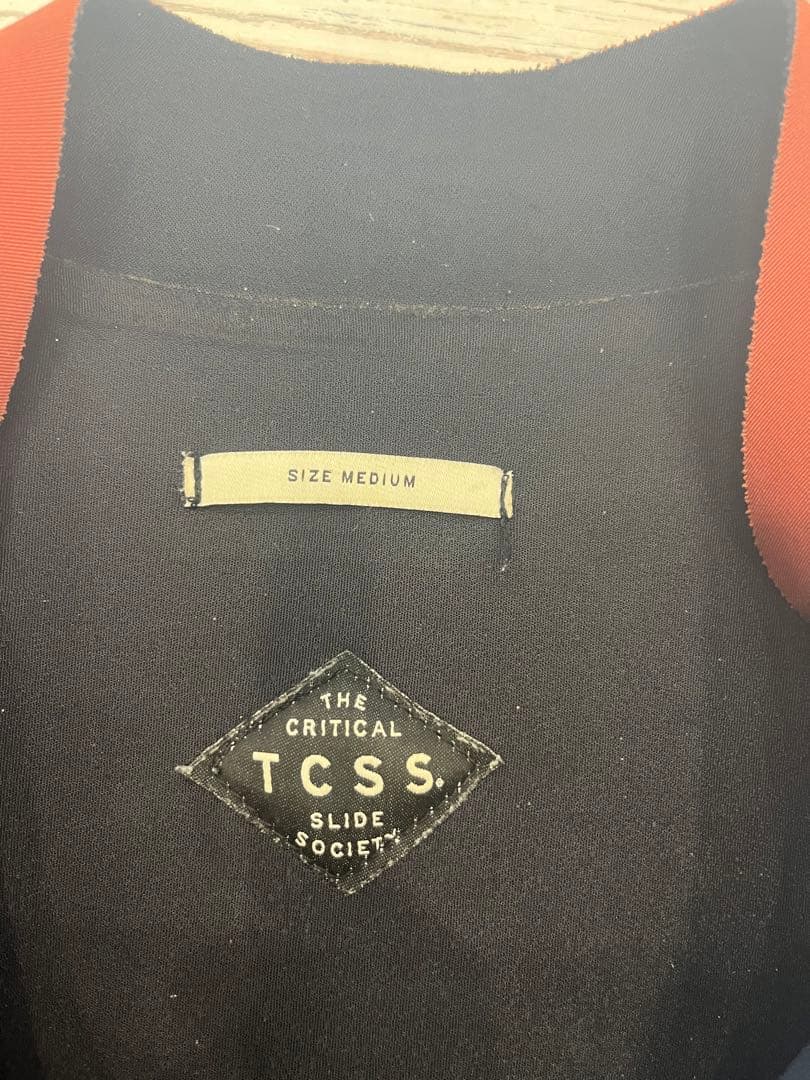 SIZE MEDIUM
THE
CRITICAL
TCSS.
SLIDE
SOCIETY